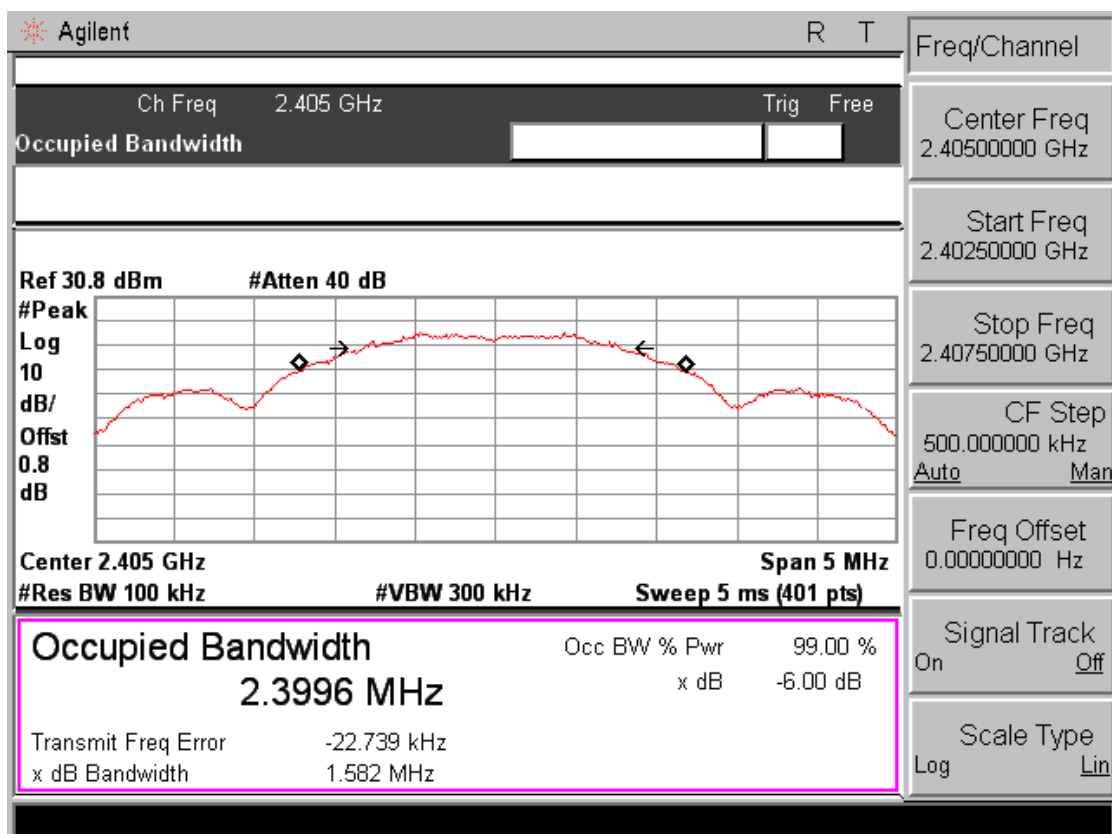 Agilent R T
Freq/Channel
Ch Freq 2.405 GHz Trig Free
Occupied Bandwidth
Center Freq
2.40500000 GHz
Start Freq
2.40250000 GHz
Stop Freq
2.40750000 GHz
CF Step
500.000000 kHz
Auto Man
Freq Offset
0.00000000 Hz
Signal Track
On Off
Scale Type
Log Lin
Ref 30.8 dBm #Atten 40 dB
#Peak
Log
10
dB/
Offst
0.8
dB
Center 2.405 GHz Span 5 MHz
#Res BW 100 kHz #VBW 300 kHz Sweep 5 ms (401 pts)
Occupied Bandwidth
2.3996 MHz
Occ BW % Pwr 99.00 %
x dB -6.00 dB
Transmit Freq Error -22.739 kHz
x dB Bandwidth 1.582 MHz